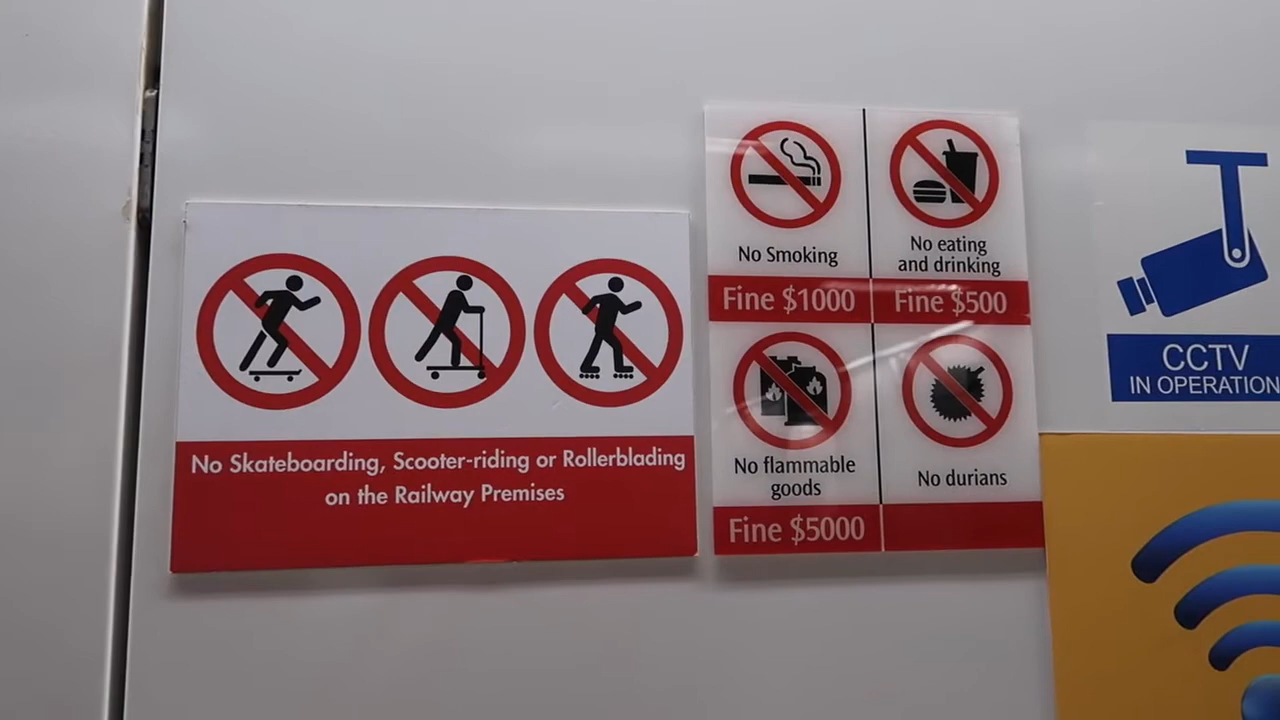 No Skateboarding, Scooter-riding or Rollerblading
on the Railway Premises
No Smoking
Fine $1000
No eating
and drinking
Fine $500
No flammable
goods
Fine $5000
No durians
CCTV
IN OPERATION